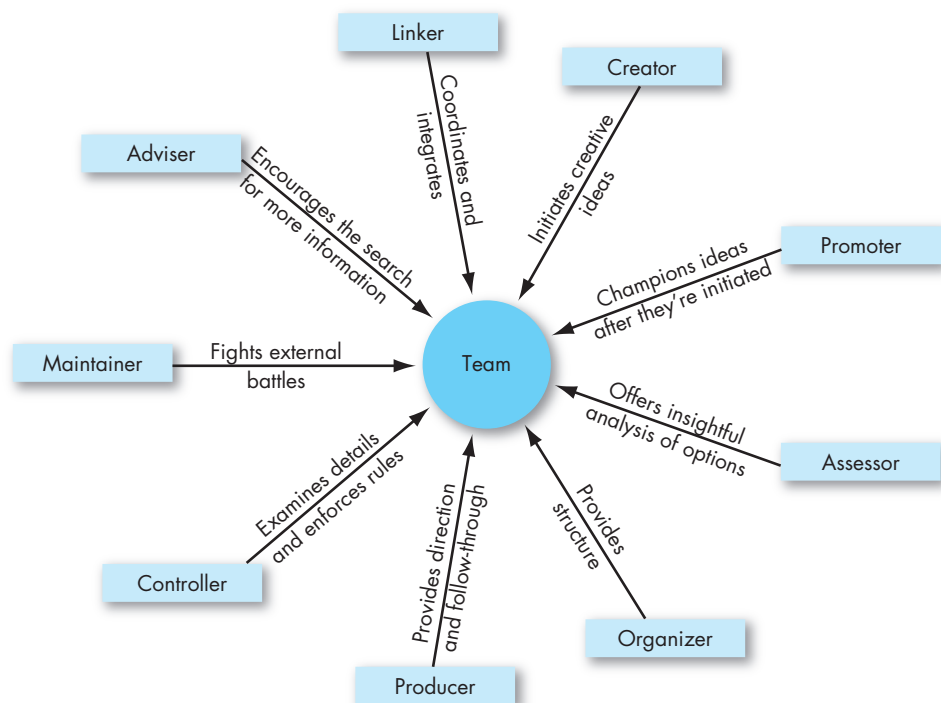 Linker
Coordinates and
integrates
Creator
Initiates creative
ideas
Promoter
Champions ideas
after they're initiated
Assessor
Offers insightful
analysis of options
Organizer
Provides
structure
Producer
Provides direction
and follow-through
Controller
Examines details
and enforces rules
Maintainer
Fights external
battles
Adviser
Encourages the search
for more information
Team